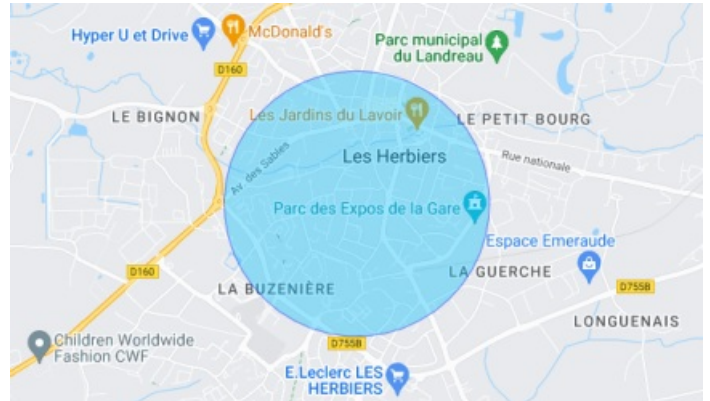 Hyper U et Drive
McDonald's
Parc municipal
du Landreau
D160
LE BIGNON
Les Jardins du Lavoir
LE PETIT BOURG
Av. des Sables
Les Herbiers
Rue nationale
Parc des Expos de la Gare
Espace Emeraude
D160
LA GUERCHE
LA BUZENIÈRE
D755B
LONGUENAIS
Children Worldwide
Fashion CWF
D755B
E.Leclerc LES
HERBIERS